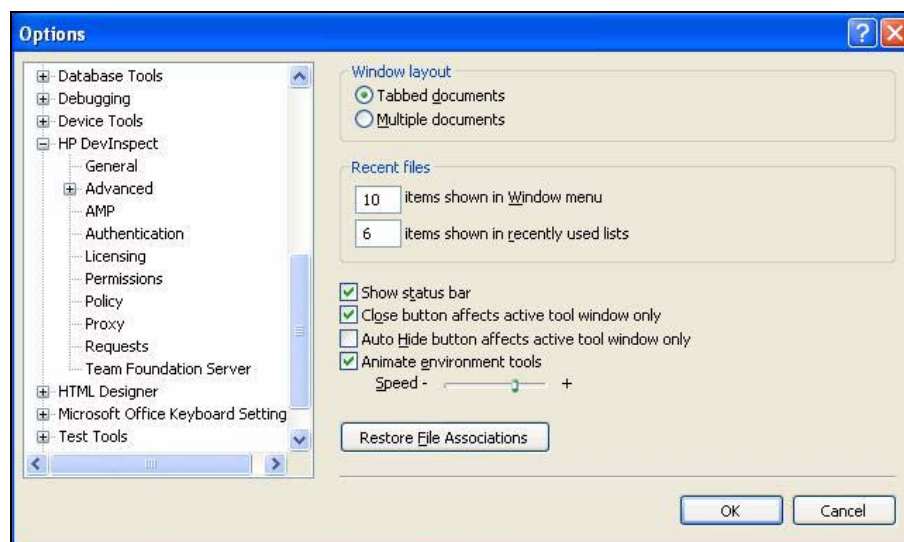 Options
Database Tools
Debugging
Device Tools
HP DevInspect
General
Advanced
AMP
Authentication
Licensing
Permissions
Policy
Proxy
Requests
Team Foundation Server
HTML Designer
Microsoft Office Keyboard Setting
Test Tools
Window layout
Tabbed documents
Multiple documents
Recent files
10 items shown in Window menu
6 items shown in recently used lists
Show status bar
Close button affects active tool window only
Auto Hide button affects active tool window only
Animate environment tools
Speed - +
Restore File Associations
OK Cancel